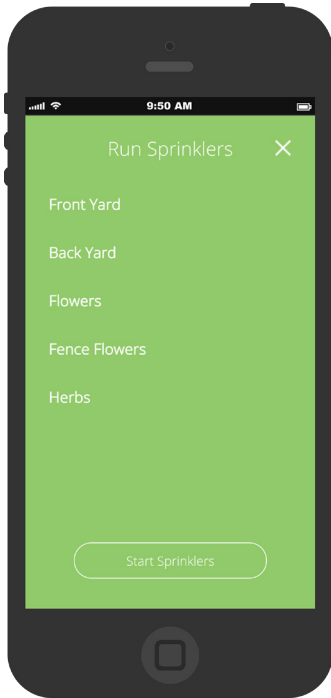 9:50 AM
Run Sprinklers
Front Yard
Back Yard
Flowers
Fence Flowers
Herbs
Start Sprinklers